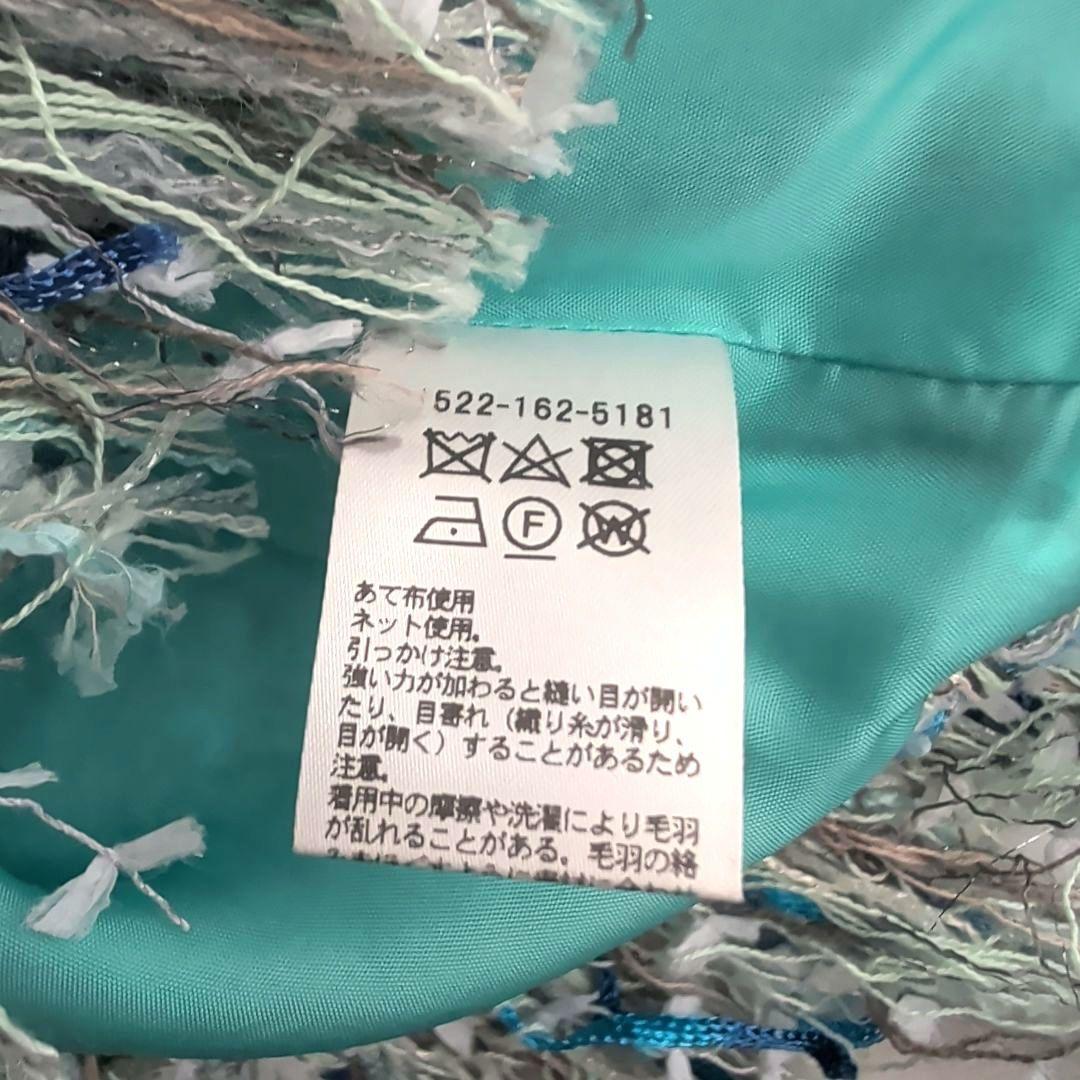 522-162-5181
F W
あて布使用
ネット使用。
引っかけ注意。
強い力が加わると縫い目が開い
たり、目寄れ（織り糸が滑り、
目が開く）することがあるため
注意。
着用中の摩擦や洗濯により毛羽
が乱れることがある。毛羽の絡